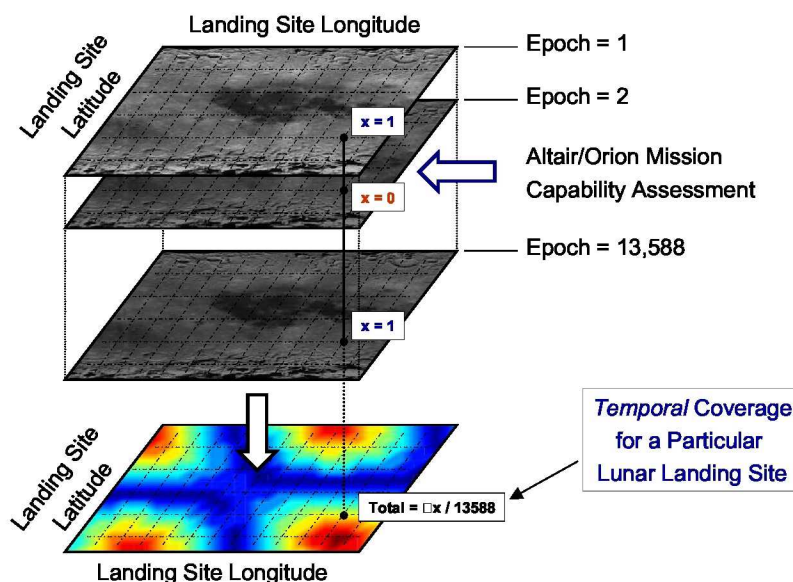 Landing Site Longitude
Landing Site
Latitude
Epoch = 1
Epoch = 2
x = 1
Altair/Orion Mission
Capability Assessment
x = 0
Epoch = 13,588
x = 1
Temporal Coverage
for a Particular
Lunar Landing Site
Landing Site
Latitude
Total = □x / 13588
Landing Site Longitude